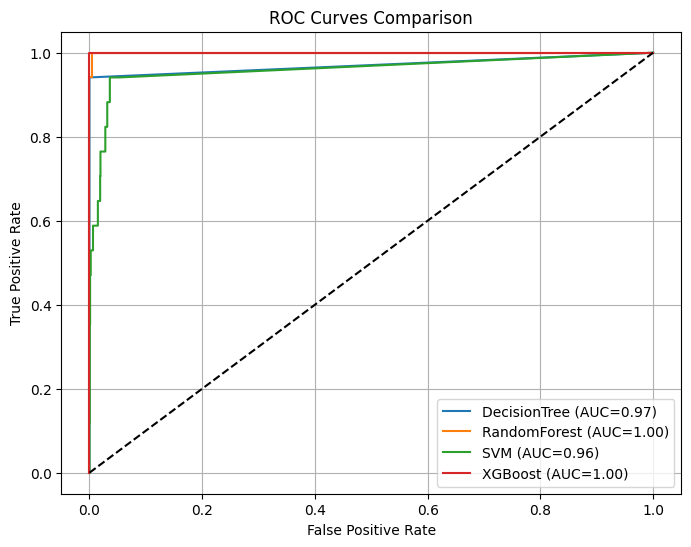 ROC Curves Comparison
True Positive Rate
1.0
0.8
0.6
0.4
0.2
0.0
DecisionTree (AUC=0.97)
RandomForest (AUC=1.00)
SVM (AUC=0.96)
XGBoost (AUC=1.00)
0.0 0.2 0.4 0.6 0.8 1.0
False Positive Rate